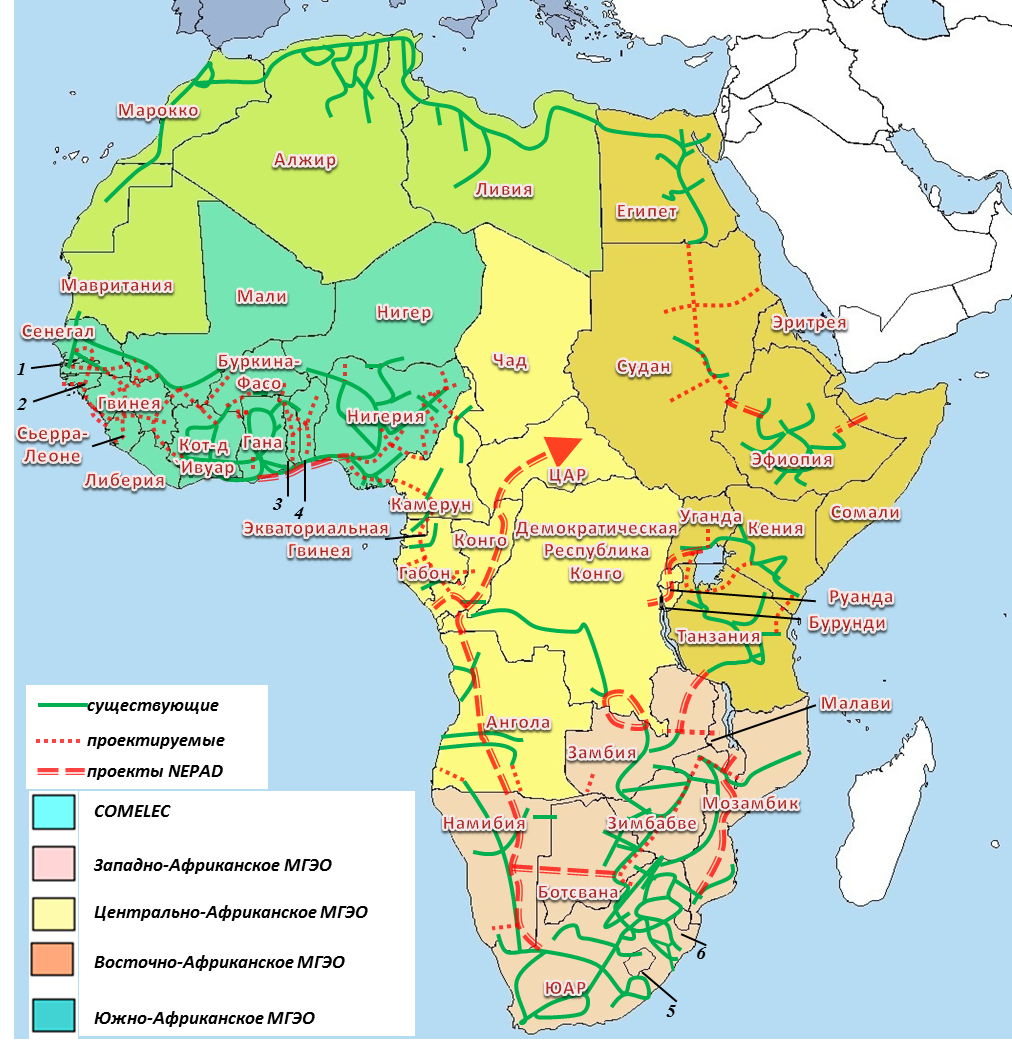 Марокко
Алжир
Ливия
Египет
Мавритания
Мали
Нигер
Чад
Судан
Эритрея
Сенегал
1
2
Гвинея
Буркина-
Фасо
Нигерия
Сьерра-
Леоне
Либерия
Кот-д
Ивуар
Гана
3
4
Эфиопия
Сомали
ЦАР
Камерун
Экваториальная
Гвинея
Габон
Конго
Демократическая
Республика
Конго
Уганда
Кения
Руанда
Бурунди
Танзания
Малави
Ангола
Замбия
Мозамбик
Намибия
Зимбабве
Ботсвана
6
ЮАР
5
существующие
проектируемые
проекты NEPAD
COMELEC
Западно-Африканское МГЭО
Центрально-Африканское МГЭО
Восточно-Африканское МГЭО
Южно-Африканское МГЭО